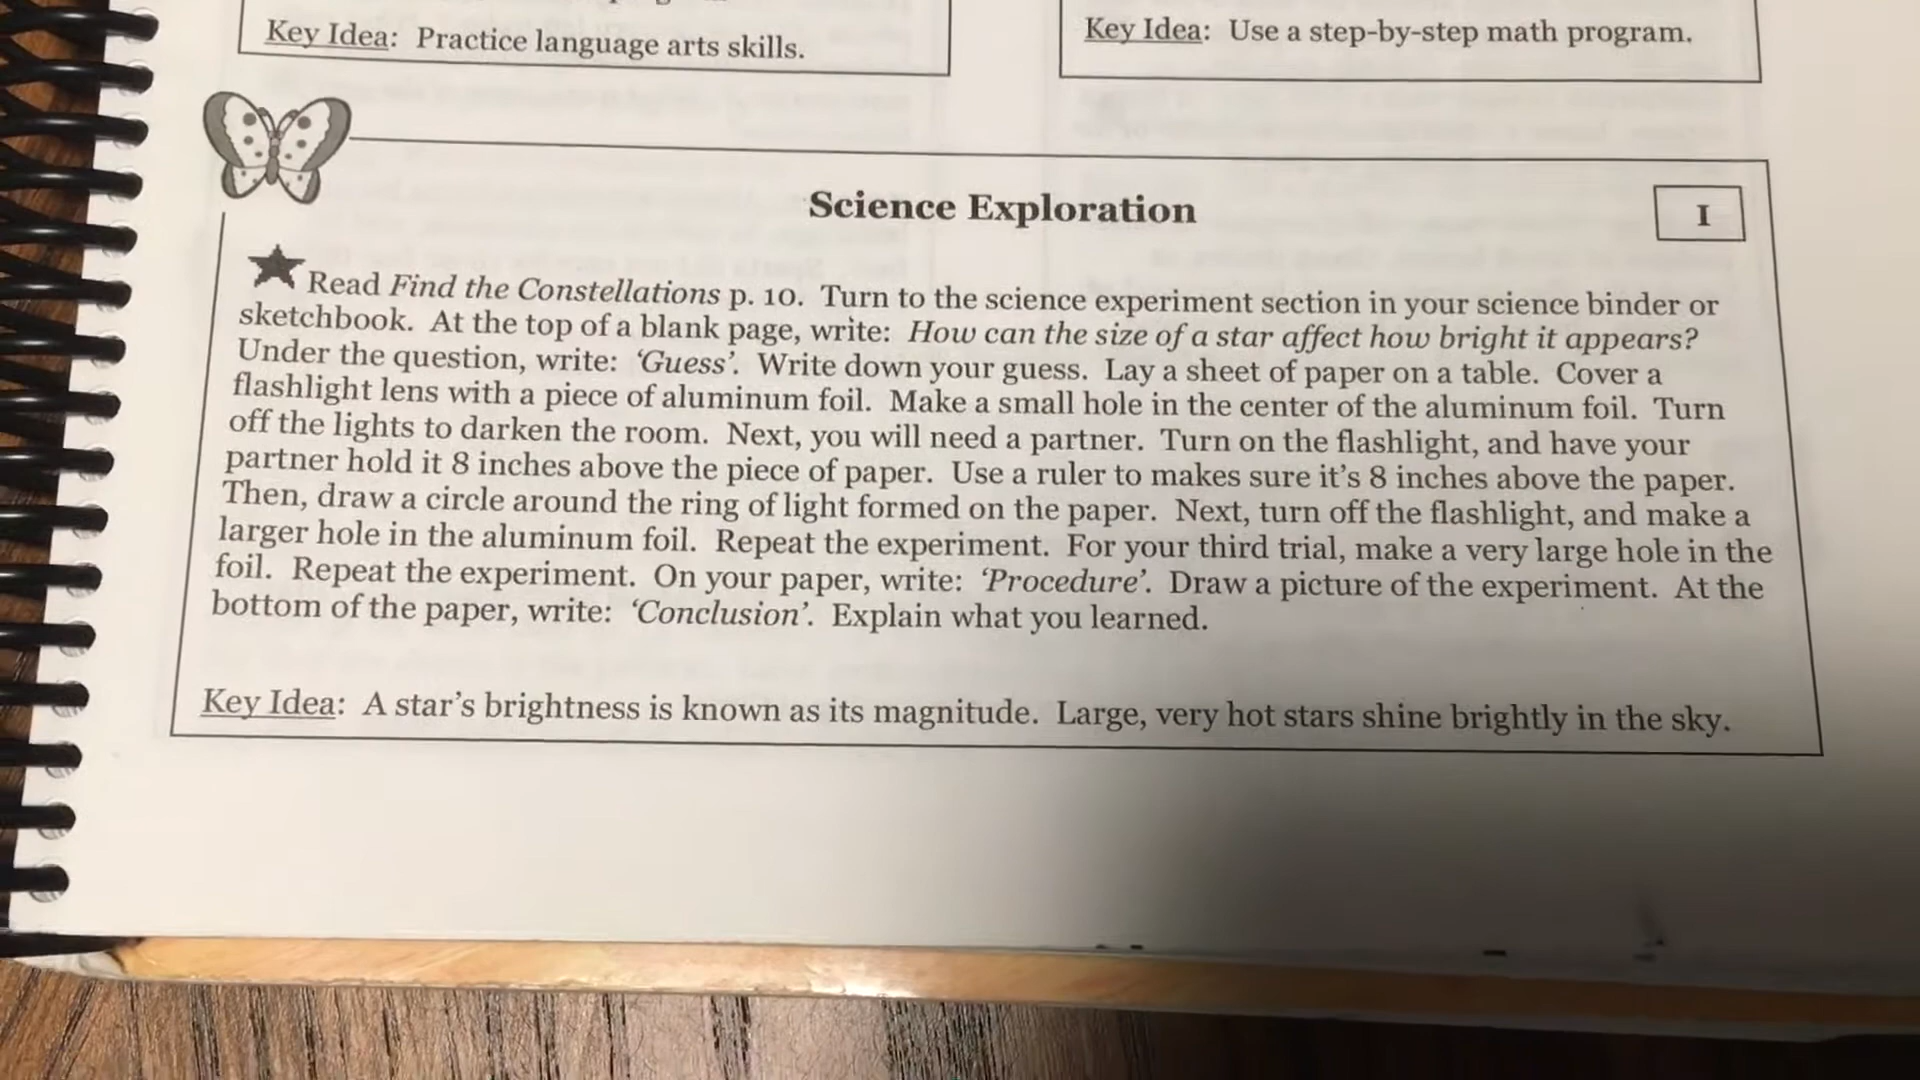 Key Idea: Practice language arts skills.
Key Idea: Use a step-by-step math program.
Science Exploration
I
Read Find the Constellations p. 10. Turn to the science experiment section in your science binder or
sketchbook. At the top of a blank page, write: How can the size of a star affect how bright it appears?
Under the question, write: ‘Guess’. Write down your guess. Lay a sheet of paper on a table. Cover a
flashlight lens with a piece of aluminum foil. Make a small hole in the center of the aluminum foil. Turn
off the lights to darken the room. Next, you will need a partner. Turn on the flashlight, and have your
partner hold it 8 inches above the piece of paper. Use a ruler to makes sure it’s 8 inches above the paper.
Then, draw a circle around the ring of light formed on the paper. Next, turn off the flashlight, and make a
larger hole in the aluminum foil. Repeat the experiment. For your third trial, make a very large hole in the
foil. Repeat the experiment. On your paper, write: ‘Procedure’. Draw a picture of the experiment. At the
bottom of the paper, write: ‘Conclusion’. Explain what you learned.
Key Idea: A star’s brightness is known as its magnitude. Large, very hot stars shine brightly in the sky.